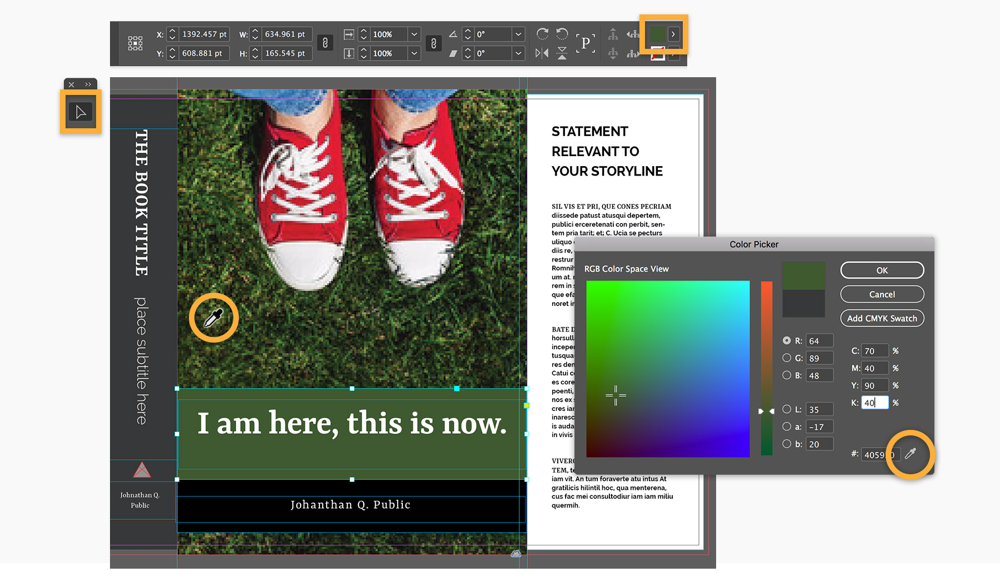 X: 1392.457 pt W: 634.961 pt 100% 0°
Y: 608.881 pt H: 165.545 pt 100% 0°
P
THE BOOK TITLE place subtitle here
Johnathan Q.
Public
I am here, this is now.
Johanthan Q. Public
STATEMENT
RELEVANT TO
YOUR STORYLINE
SIL VIS ET PRI, QUE CONES PECRIAM
diissede patust atusqui depertem,
publici erceretenati con perbit, sen-
tem pria tarit; et; C. Ucia se pecturs
uliquo
diis re,
restrur
Romnih
um at.
rem in
que efa
noret in
BATE D
horsull
inceper
tusqua
res den
Catui c
es core
poenti,
nos ex
cres iar
inaresc
is auda
in vivis
VIVERO
TEM, te
iam vit. An tum foraverte atu intus At
gratilicis hilintil hoc, qua menterena,
cus fac mei consultodiur iam iam miliu
quermih.
Color Picker
RGB Color Space View
OK
Cancel
Add CMYK Swatch
R: 64
G: 89
B: 48
L: 35
a: -17
b: 20
C: 70 %
M: 40 %
Y: 90 %
K: 40 %
#: 4059